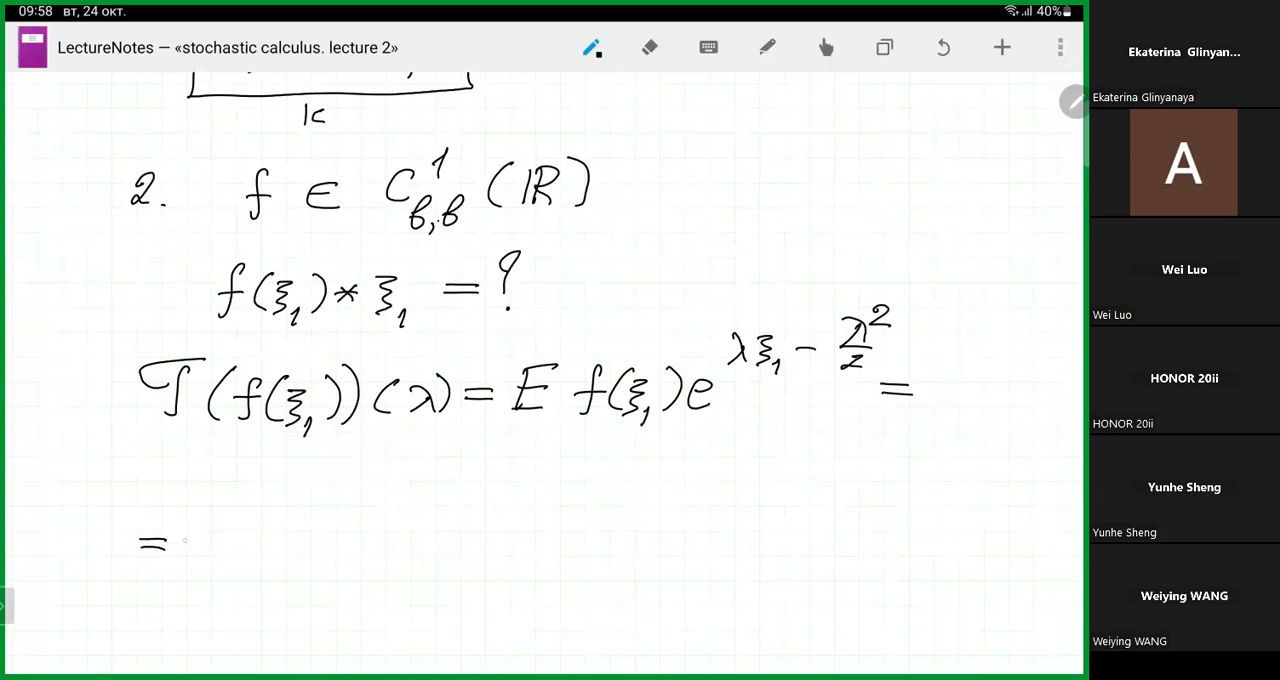 09:58 вт, 24 окт.
40%
LectureNotes — «stochastic calculus. lecture 2»
k
2. f ∈ C¹_{b,b} (ℝ)
f(ξ₁) * ξ₁ = ?
𝒯(f(ξ₁))(λ) = E f(ξ₁) e^{λξ₁ - λ²/2} =
=
Ekaterina Glinyan...
Ekaterina Glinyanaya
A
Wei Luo
Wei Luo
HONOR 20ii
HONOR 20ii
Yunhe Sheng
Yunhe Sheng
Weiying WANG
Weiying WANG